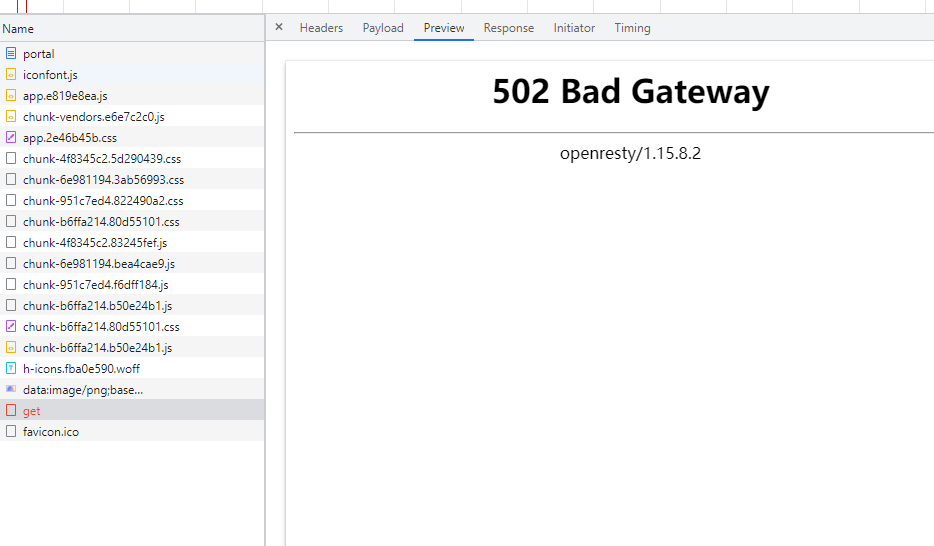 Name
portal
iconfont.js
app.e819e8ea.js
chunk-vendors.e6e7c2c0.js
app.2e46b45b.css
chunk-4f8345c2.5d290439.css
chunk-6e981194.3ab56993.css
chunk-951c7ed4.822490a2.css
chunk-b6ffa214.80d55101.css
chunk-4f8345c2.83245fef.js
chunk-6e981194.bea4cae9.js
chunk-951c7ed4.f6dff184.js
chunk-b6ffa214.b50e24b1.js
chunk-b6ffa214.80d55101.css
chunk-b6ffa214.b50e24b1.js
h-icons.fba0e590.woff
data:image/png;base...
get
favicon.ico
× Headers Payload Preview Response Initiator Timing
502 Bad Gateway
openresty/1.15.8.2